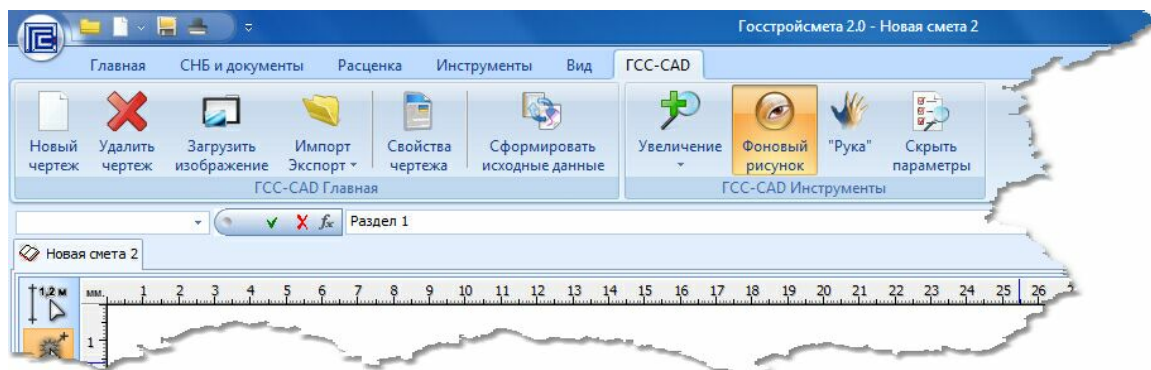 Госстройсмета 2.0 - Новая смета 2
Главная СНБ и документы Расценка Инструменты Вид ГСС-CAD
Новый чертеж
Удалить чертеж
Загрузить изображение
Импорт Экспорт
Свойства чертежа
Сформировать исходные данные
Увеличение
Фоновый рисунок
"Рука"
Скрыть параметры
ГСС-CAD Главная
ГСС-CAD Инструменты
fx Раздел 1
Новая смета 2
1,2 м
мм. 1 2 3 4 5 6 7 8 9 10 11 12 13 14 15 16 17 18 19 20 21 22 23 24 25 26
1